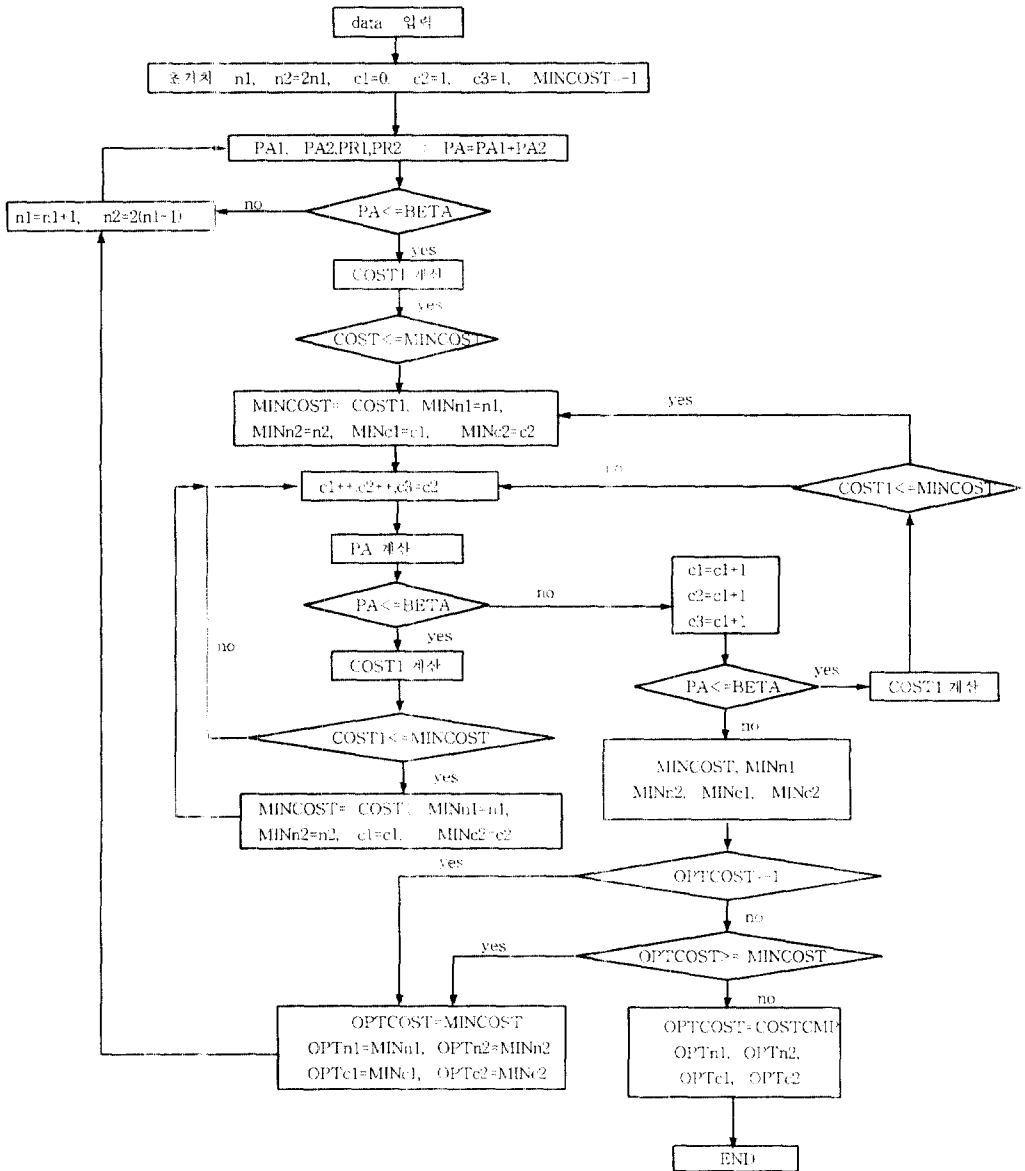 data 입력
초기치 n1, n2=2n1, c1=0, c2=1, c3=1, MINCOST=-1
PA1, PA2,PR1,PR2 : PA=PA1+PA2
n1=n1+1, n2=2(n1-1)
no
PA<=BETA
yes
COST1 계산
yes
COST<=MINCOST
MINCOST= COST1, MINn1=n1,
MINn2=n2, MINc1=c1, MINc2=c2
yes
no
c1++,c2++,c3=c2
COST1<=MINCOST
PA 계산
c1=c1+1
c2=c1+1
c3=c1+1
PA<=BETA
no
yes
no
COST1 계산
PA<=BETA
yes
COST1 계산
no
COST1<=MINCOST
yes
MINCOST, MINn1
MINn2, MINc1, MINc2
MINCOST= COST1, MINn1=n1,
MINn2=n2, c1=c1, MINc2=c2
yes
OPTCOST=-1
no
yes
OPTCOST>= MINCOST
no
OPTCOST=MINCOST
OPTn1=MINn1, OPTn2=MINn2
OPTc1=MINc1, OPTc2=MINc2
OPTCOST=COSTCMP
OPTn1, OPTn2,
OPTc1, OPTc2
END